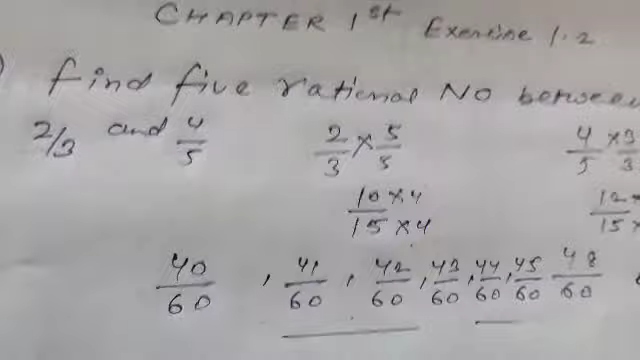 CHAPTER 1st Exercise 1.2
) find five rational No between
2/3 and 4/5 2/3 × 5/5 4/5 × 3/3
10×4/15×4 12×/15×
40/60 , 41/60 , 42/60 , 43/60 , 44/60 , 45/60 48/60